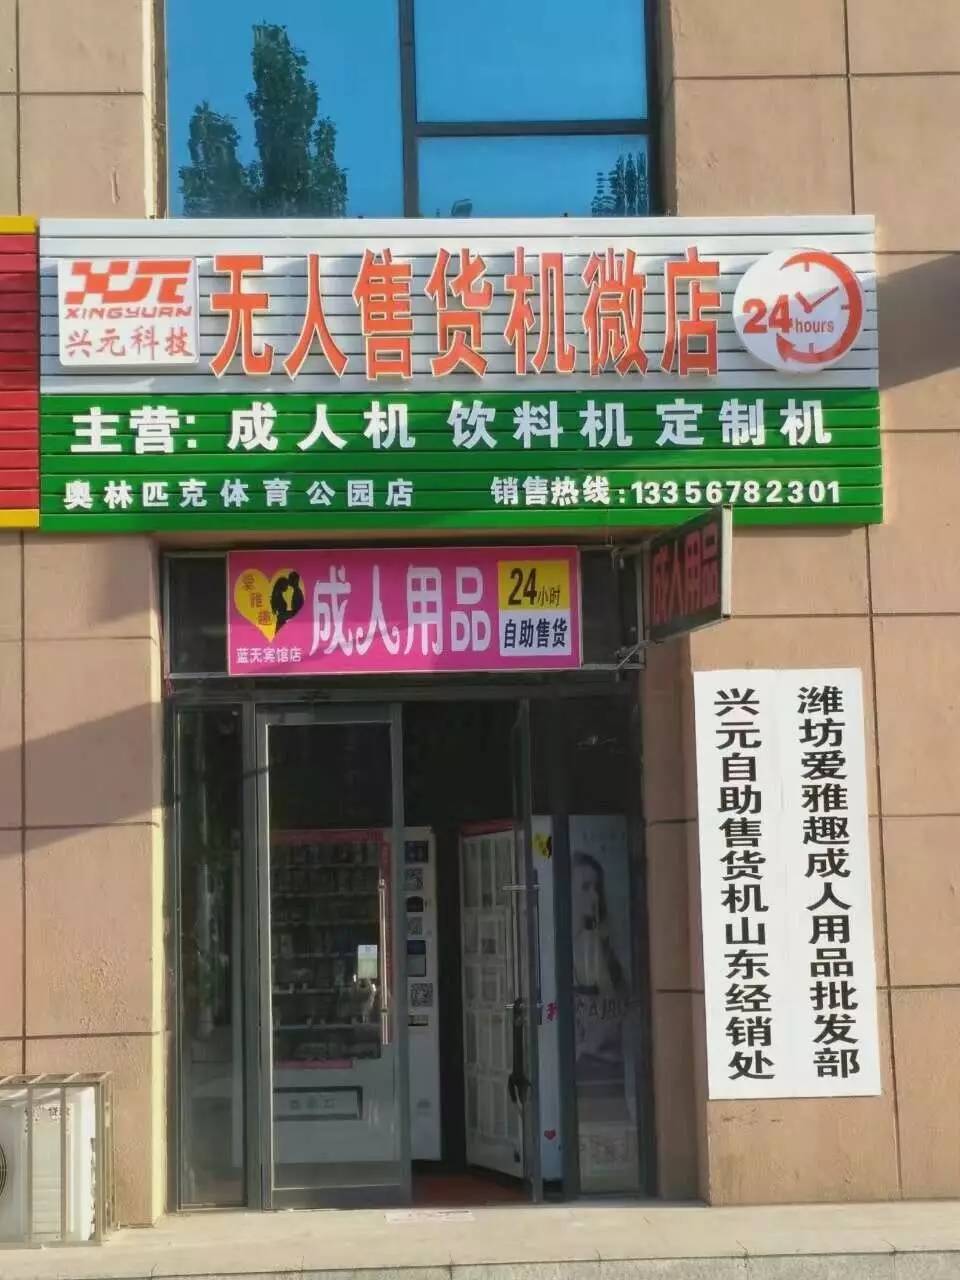 XJE
XINGYUAN
兴元科技
无人售货机微店
24 hours
主营: 成人机 饮料机 定制机
奥林匹克体育公园店
销售热线:13356782301
爱雅趣
成人用品
蓝天宾馆店
24小时
自助售货
成人用品
潍坊爱雅趣成人用品批发部
兴元自助售货机山东经销处